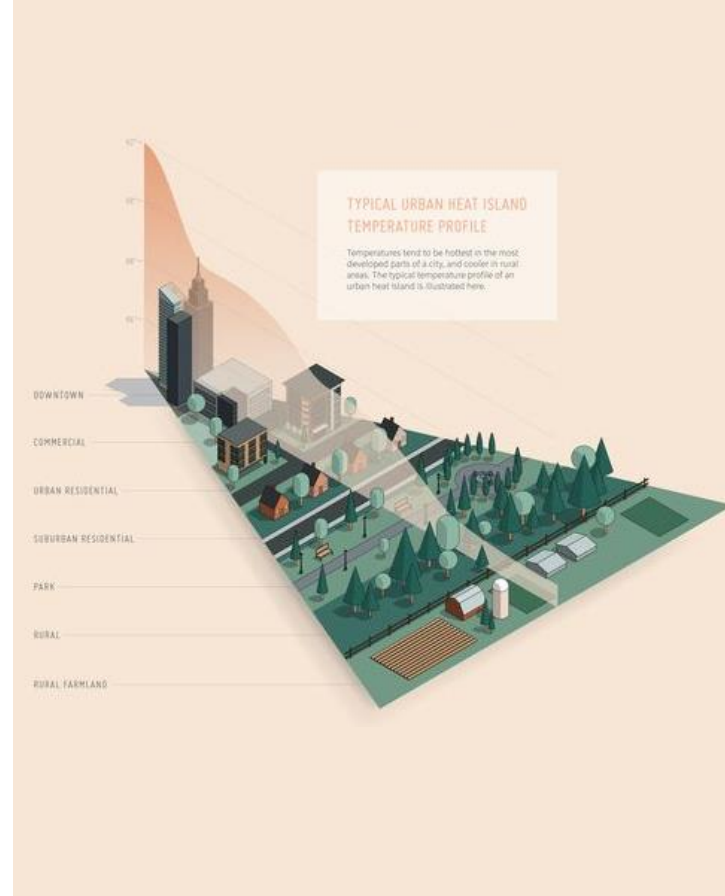 TYPICAL URBAN HEAT ISLAND
TEMPERATURE PROFILE
Temperatures tend to be hottest in the most
developed parts of a city, and cooler in rural
areas. The typical temperature profile of an
urban heat island is illustrated here.
DOWNTOWN
COMMERCIAL
URBAN RESIDENTIAL
SUBURBAN RESIDENTIAL
PARK
RURAL
RURAL FARMLAND